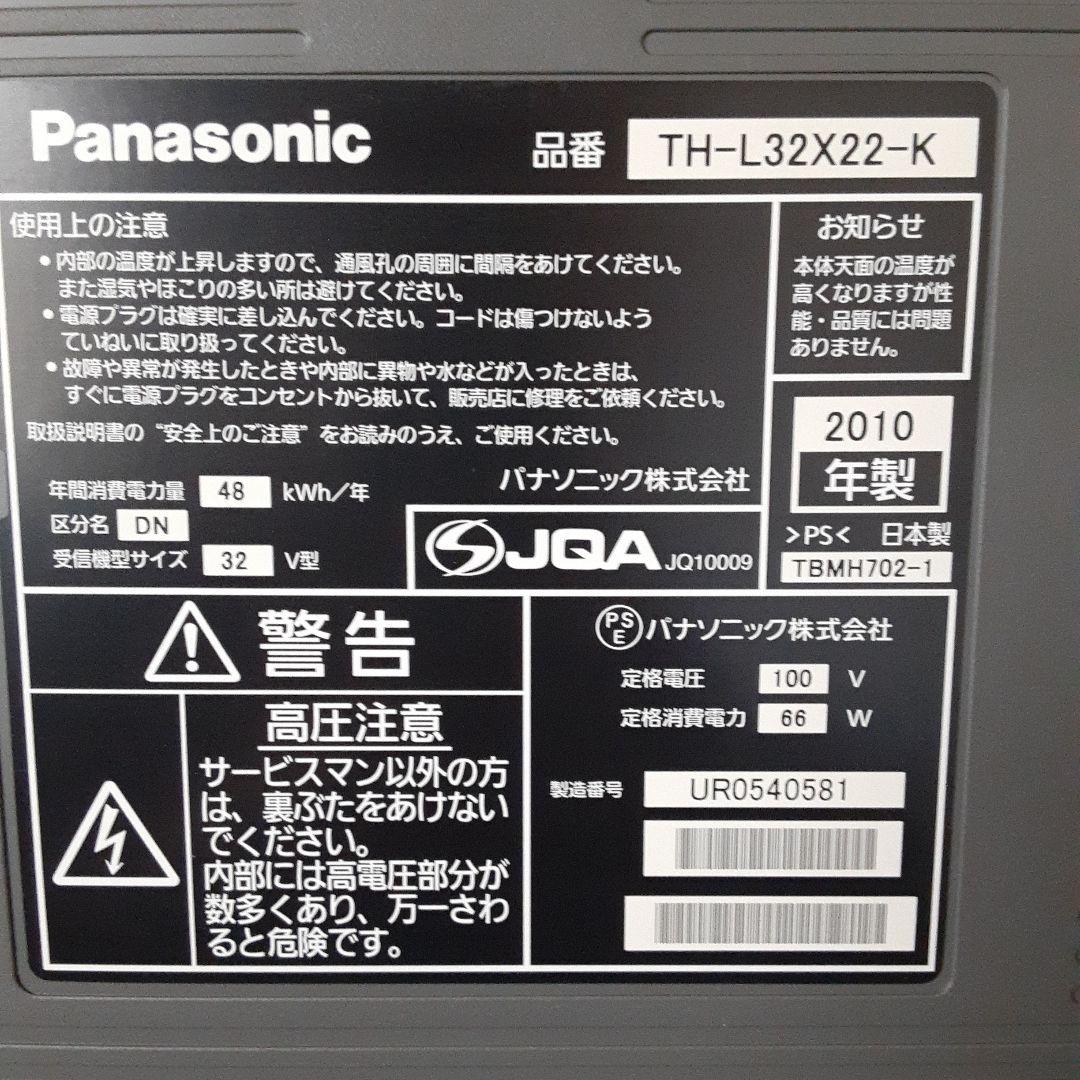 Panasonic
品番 TH-L32X22-K
使用上の注意
•内部の温度が上昇しますので、通風孔の周囲に間隔をあけてください。
また湿気やほこりの多い所は避けてください。
•電源プラグは確実に差し込んでください。コードは傷つけないよう
ていねいに取り扱ってください。
•故障や異常が発生したときや内部に異物や水などが入ったときは、
すぐに電源プラグをコンセントから抜いて、販売店に修理をご依頼ください。
取扱説明書の“安全上のご注意”をお読みのうえ、ご使用ください。
パナソニック株式会社
年間消費電力量 48 kWh/年
区分名 DN
受信機型サイズ 32 V型
JQA JQ10009
お知らせ
本体天面の温度が
高くなりますが性
能・品質には問題
ありません。
2010
年製
>PS< 日本製
TBMH702-1
警告
高圧注意
サービスマン以外の方
は、裏ぶたをあけない
でください。
内部には高電圧部分が
数多くあり、万一さわ
ると危険です。
PS
E
パナソニック株式会社
定格電圧 100 V
定格消費電力 66 W
製造番号 UR0540581